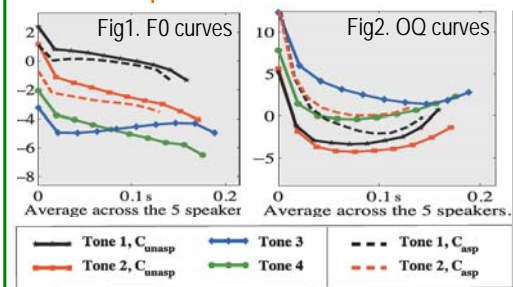 Fig1. F0 curves
Fig2. OQ curves
2
0
-2
-4
-6
-8
0
0.1 s
0.2
Average across the 5 speaker
10
5
0
-5
0
0.1 s
0.2
Average across the 5 speakers.
Tone 1, Cunasp
Tone 2, Cunasp
Tone 3
Tone 4
Tone 1, Casp
Tone 2, Casp